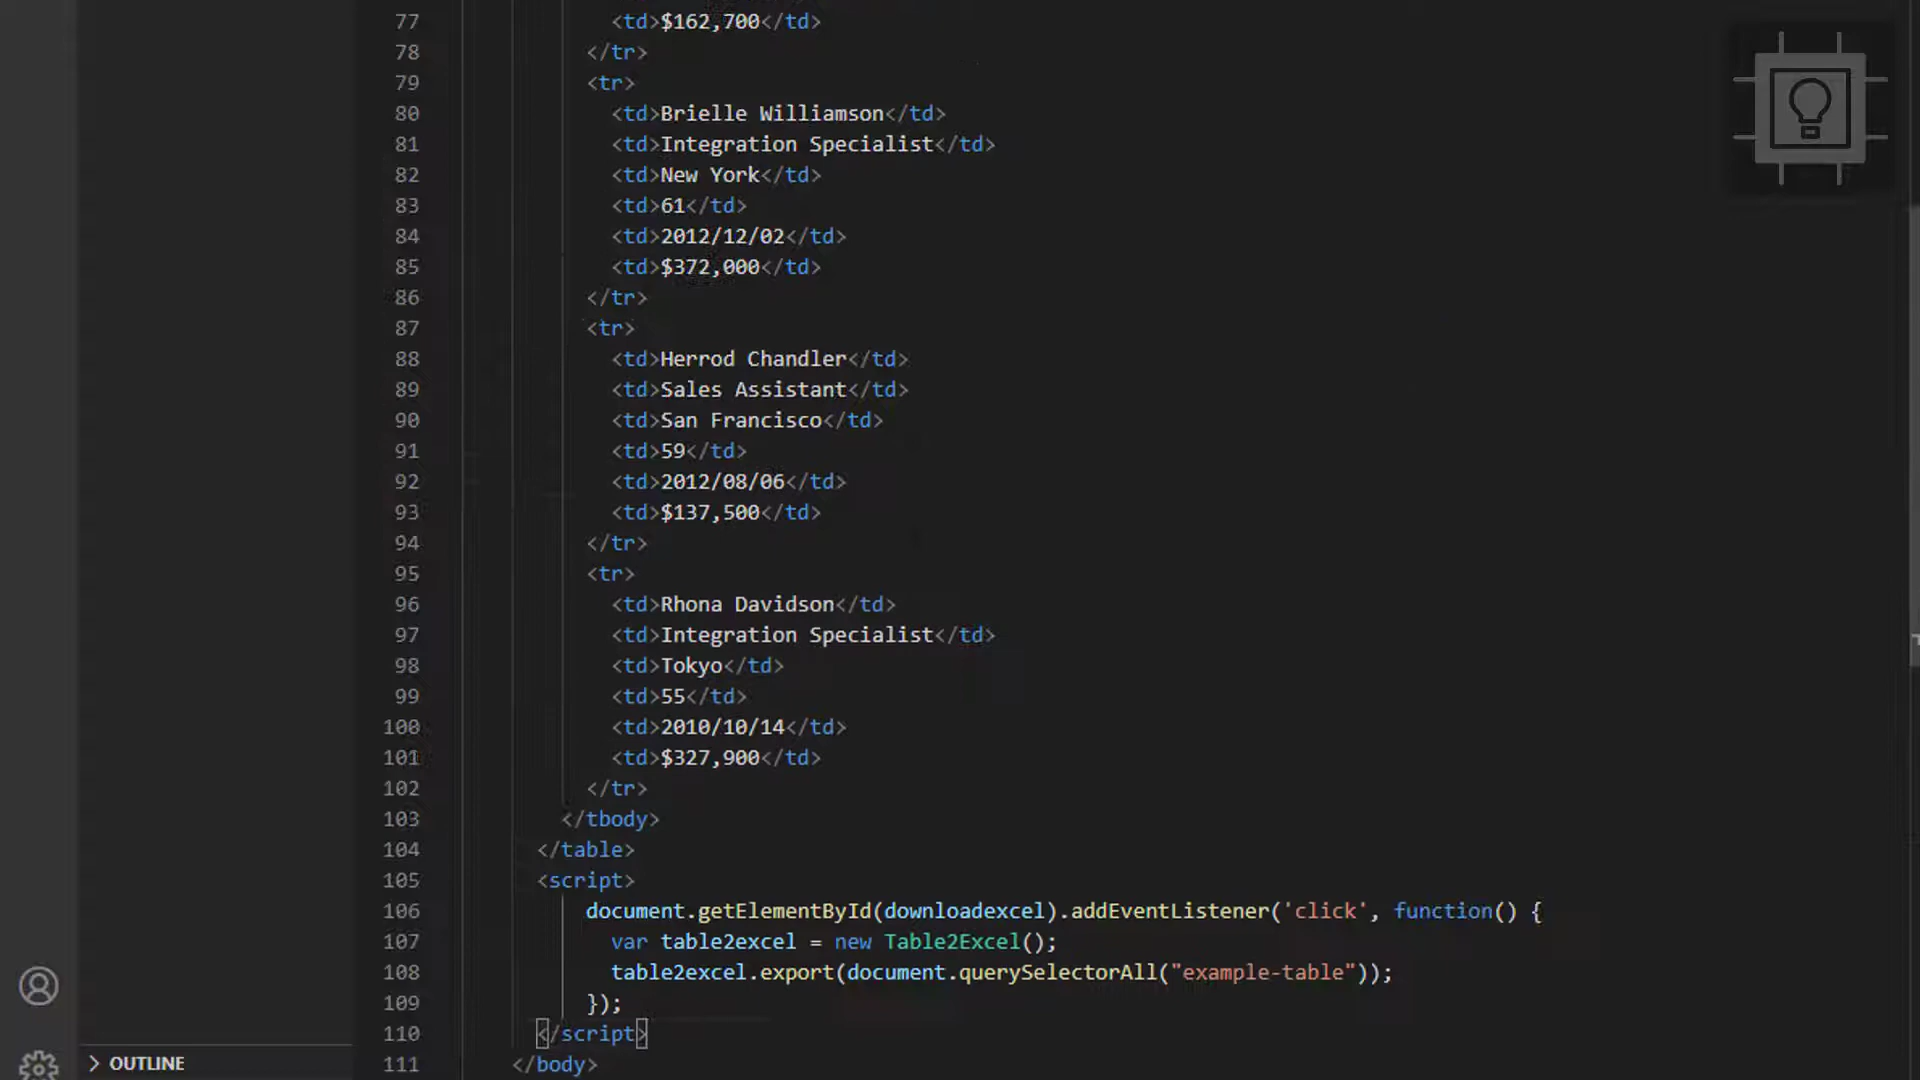 77 <td>$162,700</td>
78 </tr>
79 <tr>
80 <td>Brielle Williamson</td>
81 <td>Integration Specialist</td>
82 <td>New York</td>
83 <td>61</td>
84 <td>2012/12/02</td>
85 <td>$372,000</td>
86 </tr>
87 <tr>
88 <td>Herrod Chandler</td>
89 <td>Sales Assistant</td>
90 <td>San Francisco</td>
91 <td>59</td>
92 <td>2012/08/06</td>
93 <td>$137,500</td>
94 </tr>
95 <tr>
96 <td>Rhona Davidson</td>
97 <td>Integration Specialist</td>
98 <td>Tokyo</td>
99 <td>55</td>
100 <td>2010/10/14</td>
101 <td>$327,900</td>
102 </tr>
103 </tbody>
104 </table>
105 <script>
106 document.getElementById(downloadexcel).addEventListener('click', function() {
107 var table2excel = new Table2Excel();
108 table2excel.export(document.querySelectorAll("example-table"));
109 });
110 </script>
111 </body>
OUTLINE